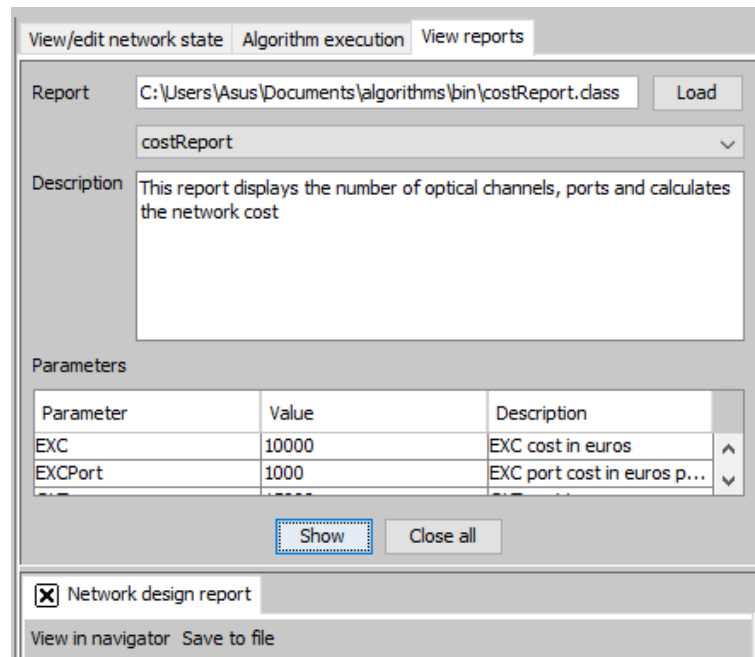 View/edit network state Algorithm execution View reports
Report C:\Users\Asus\Documents\algorithms\bin\costReport.class Load
costReport
Description This report displays the number of optical channels, ports and calculates
the network cost
Parameters
Parameter Value Description
EXC 10000 EXC cost in euros
EXCPort 1000 EXC port cost in euros p...
Show Close all
Network design report
View in navigator Save to file